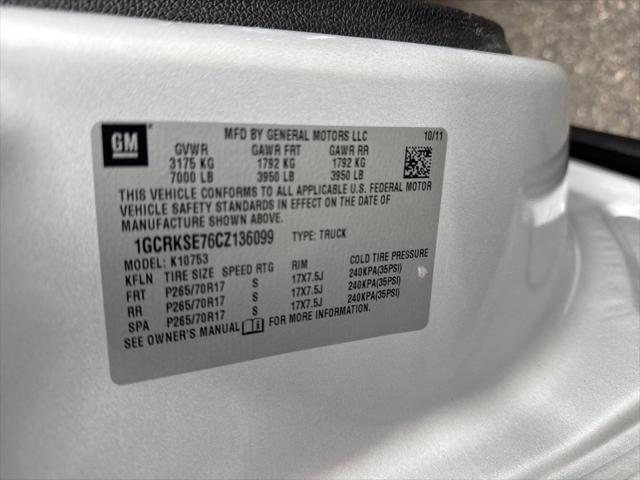 GM
MFD BY GENERAL MOTORS LLC 10/11
GVWR GAWR FRT GAWR RR
3175 KG 1792 KG 1792 KG
7000 LB 3950 LB 3950 LB
THIS VEHICLE CONFORMS TO ALL APPLICABLE U.S. FEDERAL MOTOR
VEHICLE SAFETY STANDARDS IN EFFECT ON THE DATE OF
MANUFACTURE SHOWN ABOVE.
1GCRKSE76CZ136099 TYPE: TRUCK
MODEL: K10753
KFLN TIRE SIZE SPEED RTG RIM COLD TIRE PRESSURE
FRT P265/70R17 S 17X7.5J 240KPA(35PSI)
RR P265/70R17 S 17X7.5J 240KPA(35PSI)
SPA P265/70R17 S 17X7.5J 240KPA(35PSI)
SEE OWNER'S MANUAL FOR MORE INFORMATION.